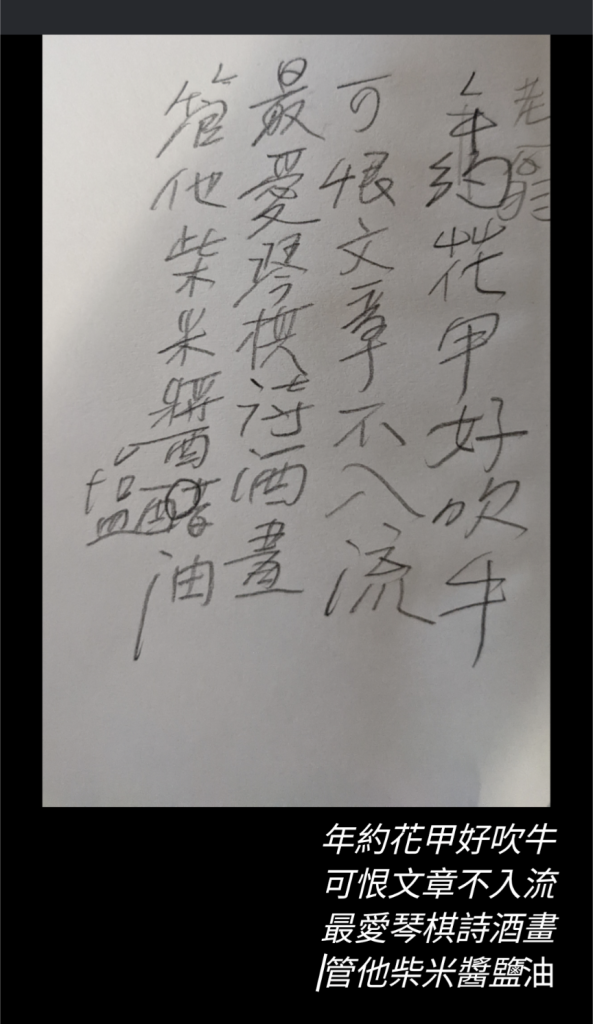 老
年約花甲好吹牛
可恨文章不入流
最愛琴棋詩酒畫
管他柴米醬醋油
塩
年約花甲好吹牛
可恨文章不入流
最愛琴棋詩酒畫
管他柴米醬鹽油